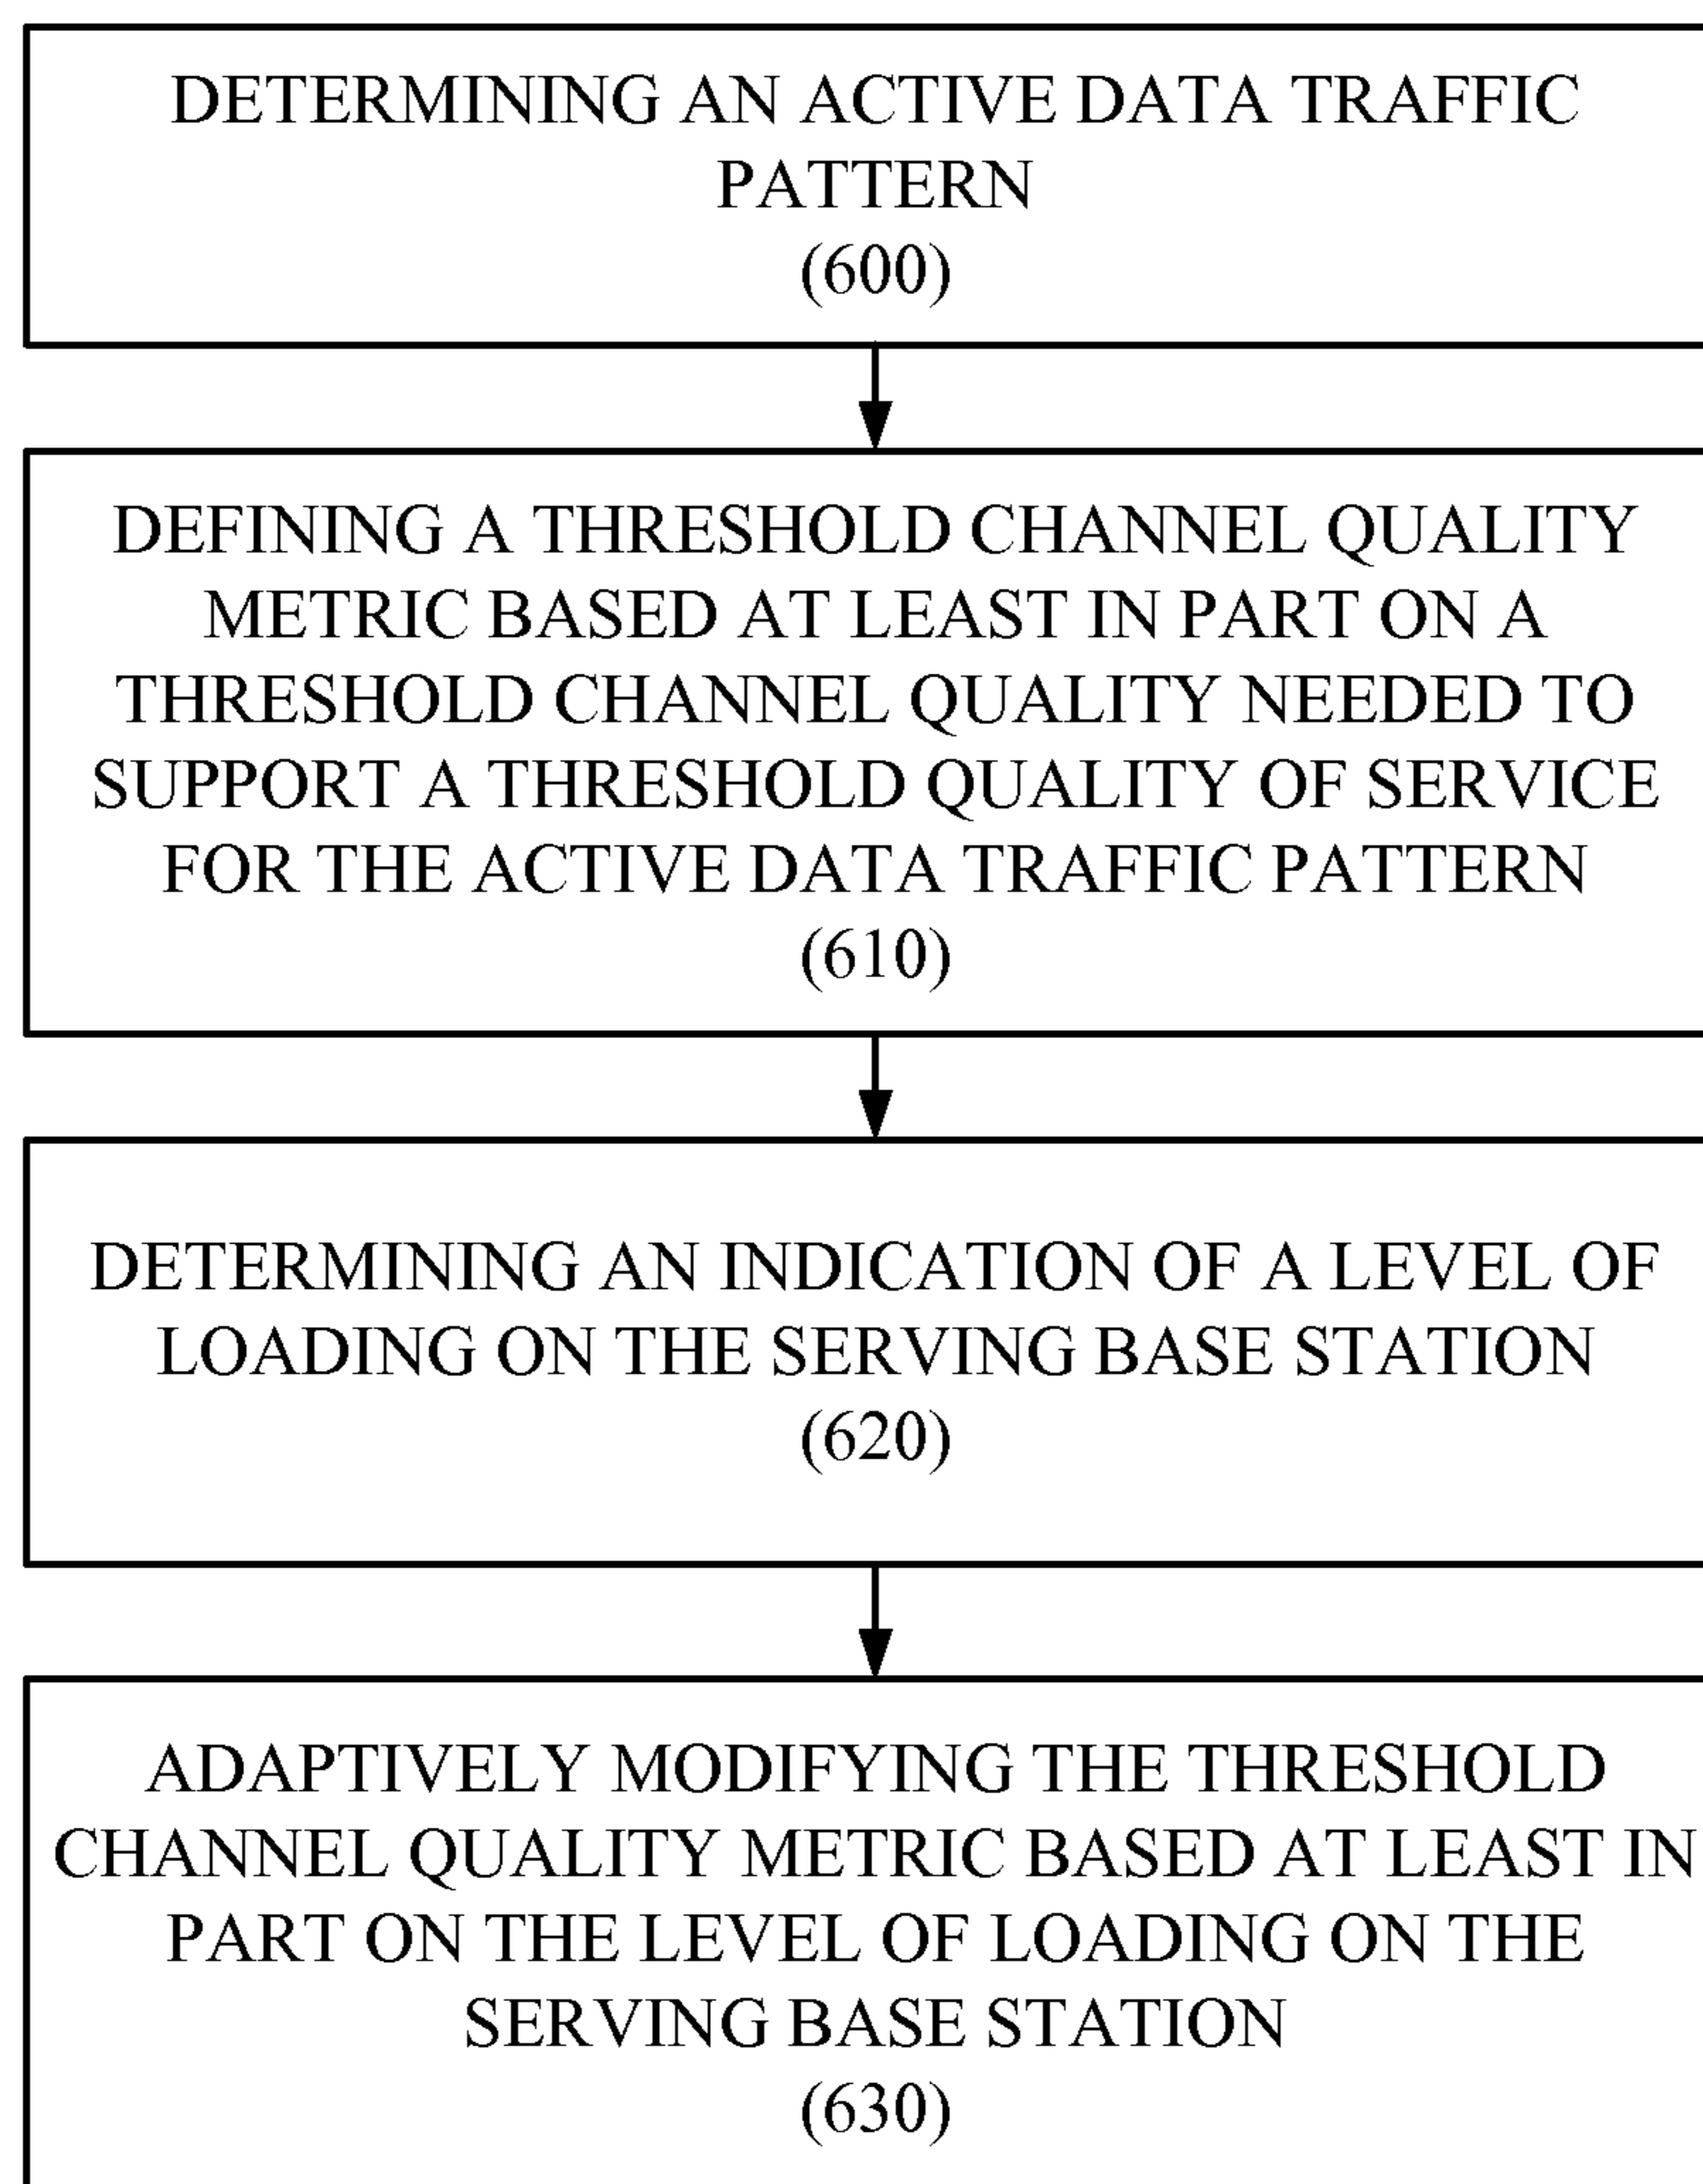 DETERMINING AN ACTIVE DATA TRAFFIC
PATTERN
(600)
DEFINING A THRESHOLD CHANNEL QUALITY
METRIC BASED AT LEAST IN PART ON A
THRESHOLD CHANNEL QUALITY NEEDED TO
SUPPORT A THRESHOLD QUALITY OF SERVICE
FOR THE ACTIVE DATA TRAFFIC PATTERN
(610)
DETERMINING AN INDICATION OF A LEVEL OF
LOADING ON THE SERVING BASE STATION
(620)
ADAPTIVELY MODIFYING THE THRESHOLD
CHANNEL QUALITY METRIC BASED AT LEAST IN
PART ON THE LEVEL OF LOADING ON THE
SERVING BASE STATION
(630)